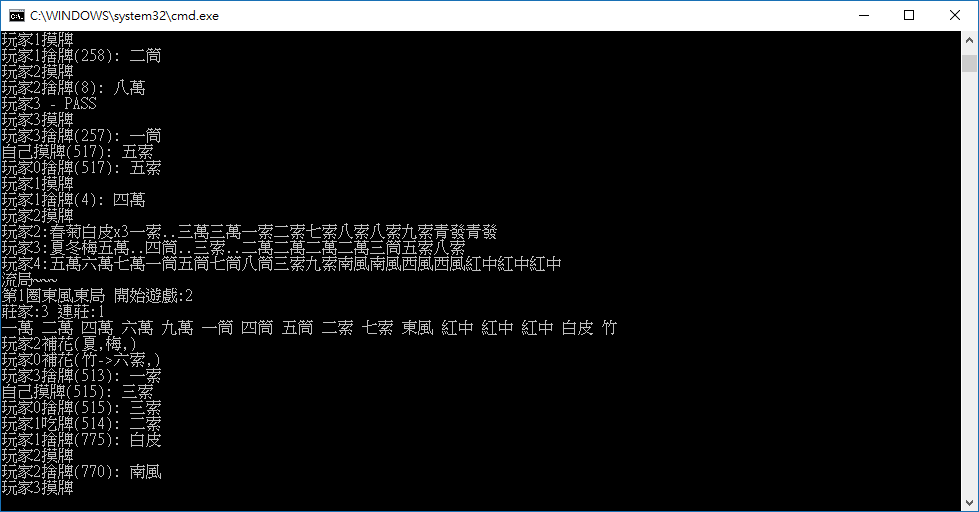 C:\WINDOWS\system32\cmd.exe
玩家1摸牌
玩家1捨牌(258): 二筒
玩家2摸牌
玩家2捨牌(8): 八萬
玩家3 - PASS
玩家3摸牌
玩家3捨牌(257): 一筒
自己摸牌(517): 五索
玩家0捨牌(517): 五索
玩家1摸牌
玩家1捨牌(4): 四萬
玩家2摸牌
玩家2:春菊白皮x3一索..三萬三萬一索二索七索八索八索九索青發青發
玩家3:夏冬梅五萬..四筒..三索..二萬二萬二萬二萬三筒五索八索
玩家4:五萬六萬七萬一筒五筒七筒八筒三索九索南風南風西風西風紅中紅中紅中
流局~~~
第1圈東風東局 開始遊戲:2
莊家:3 連莊:1
一萬 二萬 四萬 六萬 九萬 一筒 四筒 五筒 二索 七索 東風 紅中 紅中 紅中 白皮 竹
玩家2補花(夏,梅,)
玩家0補花(竹->六索,)
玩家3捨牌(513): 一索
自己摸牌(515): 三索
玩家0捨牌(515): 三索
玩家1吃牌(514): 二索
玩家1捨牌(775): 白皮
玩家2摸牌
玩家2捨牌(770): 南風
玩家3摸牌